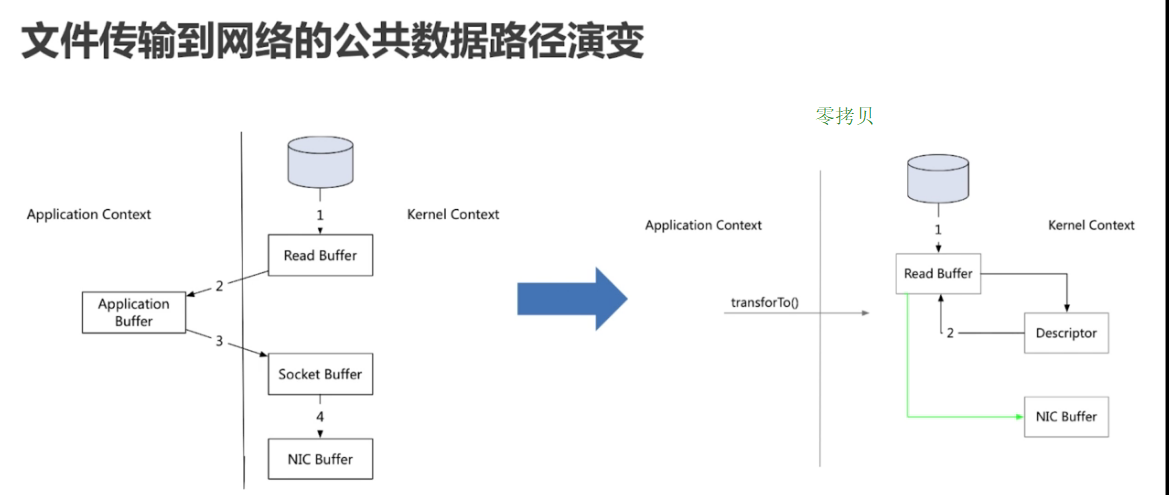 文件传输到网络的公共数据路径演变
Application Context
Kernel Context
1
Read Buffer
2
Application
Buffer
3
Socket Buffer
4
NIC Buffer
零拷贝
Application Context
Kernel Context
1
Read Buffer
transforTo()
2
Descriptor
NIC Buffer